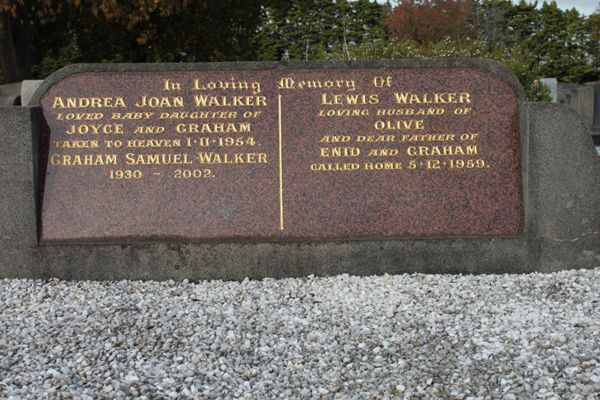 In Loving Memory Of
ANDREA JOAN WALKER
LOVED BABY DAUGHTER OF
JOYCE AND GRAHAM
TAKEN TO HEAVEN 1·11·1954.
GRAHAM SAMUEL WALKER
1930 - 2002.
LEWIS WALKER
LOVING HUSBAND OF
OLIVE
AND DEAR FATHER OF
ENID AND GRAHAM
CALLED HOME 5·12·1959.